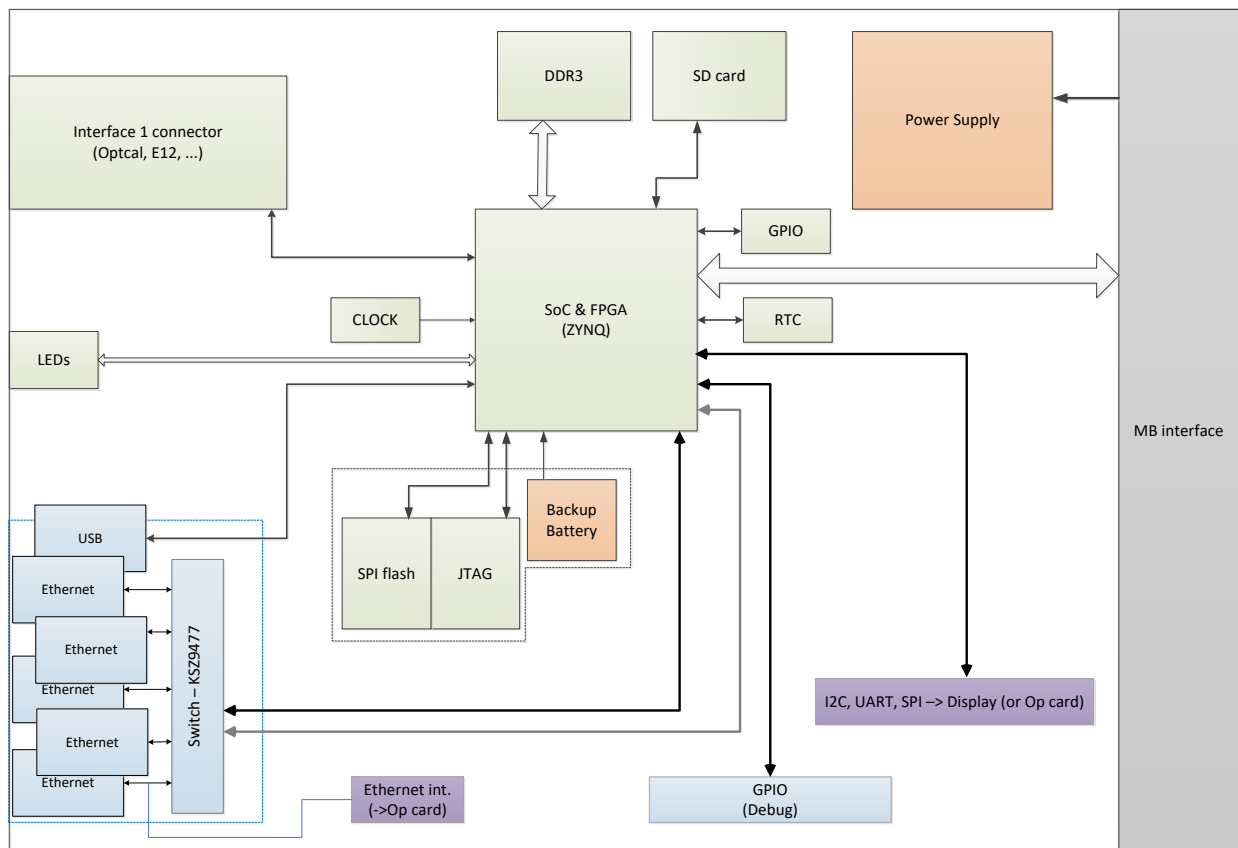 DDR3
SD card
Power Supply
Interface 1 connector
(Optcal, E12, ...)
GPIO
SoC & FPGA
(ZYNQ)
CLOCK
RTC
LEDs
MB interface
Backup
Battery
USB
SPI flash
JTAG
Ethernet
Ethernet
Ethernet
Ethernet
Ethernet
Switch – KSZ9477
I2C, UART, SPI –> Display (or Op card)
Ethernet int.
(->Op card)
GPIO
(Debug)